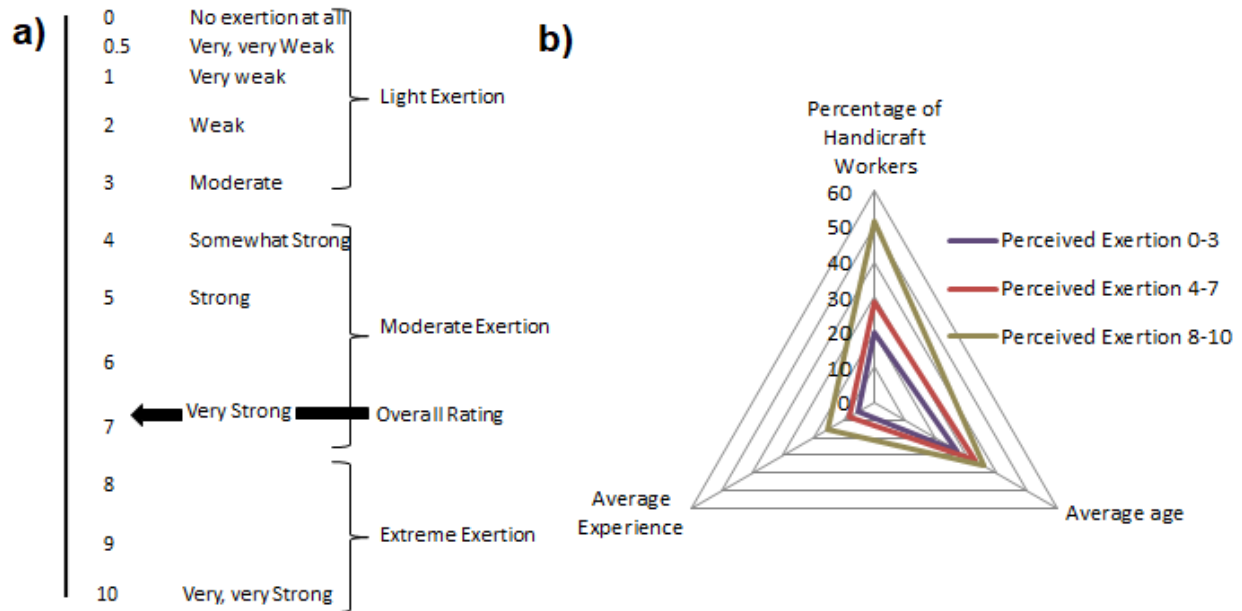 a)
0 No exertion at all
0.5 Very, very Weak
1 Very weak
Light Exertion
2 Weak
3 Moderate
4 Somewhat Strong
5 Strong
Moderate Exertion
6
7 Very Strong Overall Rating
8
9
Extreme Exertion
10 Very, very Strong
b)
Percentage of
Handicraft
Workers
60
50
40
30
20
10
0
Average
Experience
Average age
Perceived Exertion 0-3
Perceived Exertion 4-7
Perceived Exertion 8-10